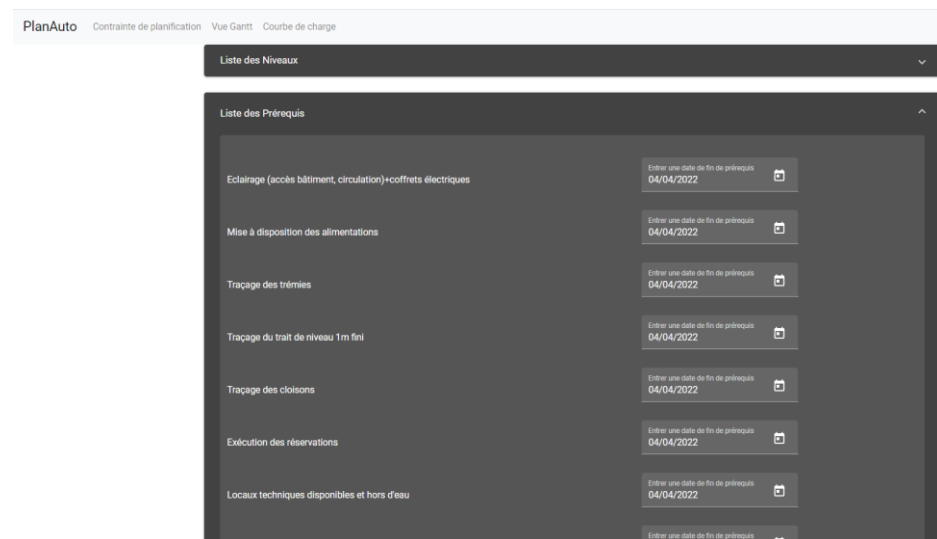 PlanAuto Contrainte de planification Vue Gantt Courbe de charge
Liste des Niveaux
Liste des Prérequis
Entrer une date de fin de prérequis
Eclairage (accès bâtiment, circulation)+coffrets électriques 04/04/2022
Entrer une date de fin de prérequis
Mise à disposition des alimentations 04/04/2022
Entrer une date de fin de prérequis
Traçage des trémies 04/04/2022
Entrer une date de fin de prérequis
Traçage du trait de niveau 1m fini 04/04/2022
Entrer une date de fin de prérequis
Traçage des cloisons 04/04/2022
Entrer une date de fin de prérequis
Exécution des réservations 04/04/2022
Entrer une date de fin de prérequis
Locaux techniques disponibles et hors d'eau 04/04/2022
Entrer une date de fin de prérequis